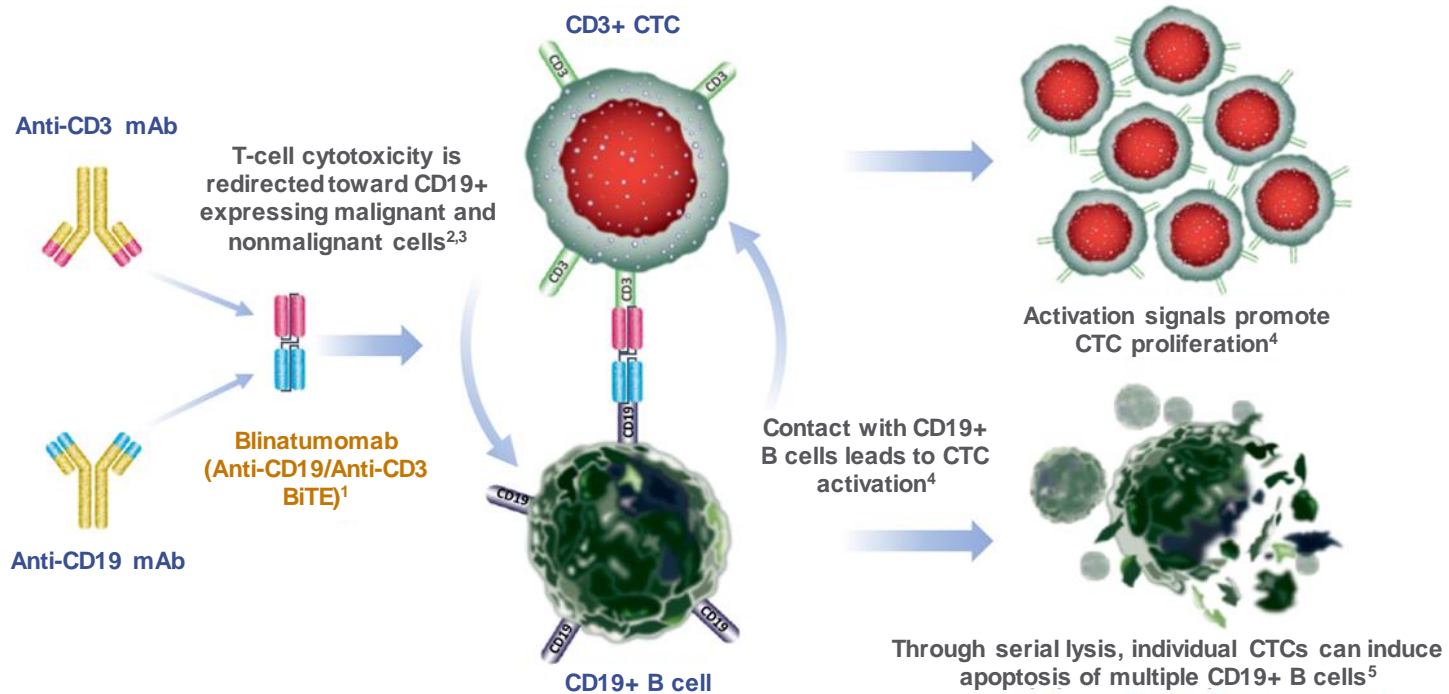 Anti-CD3 mAb
Anti-CD19 mAb
T-cell cytotoxicity is
redirected toward CD19+
expressing malignant and
nonmalignant cells2,3
Blinatumomab
(Anti-CD19/Anti-CD3
BiTE)1
CD3+ CTC
CD3
CD3
CD3
CD3
CD19
CD19
CD19
CD19
CD19+ B cell
Contact with CD19+
B cells leads to CTC
activation4
Activation signals promote
CTC proliferation4
Through serial lysis, individual CTCs can induce
apoptosis of multiple CD19+ B cells5